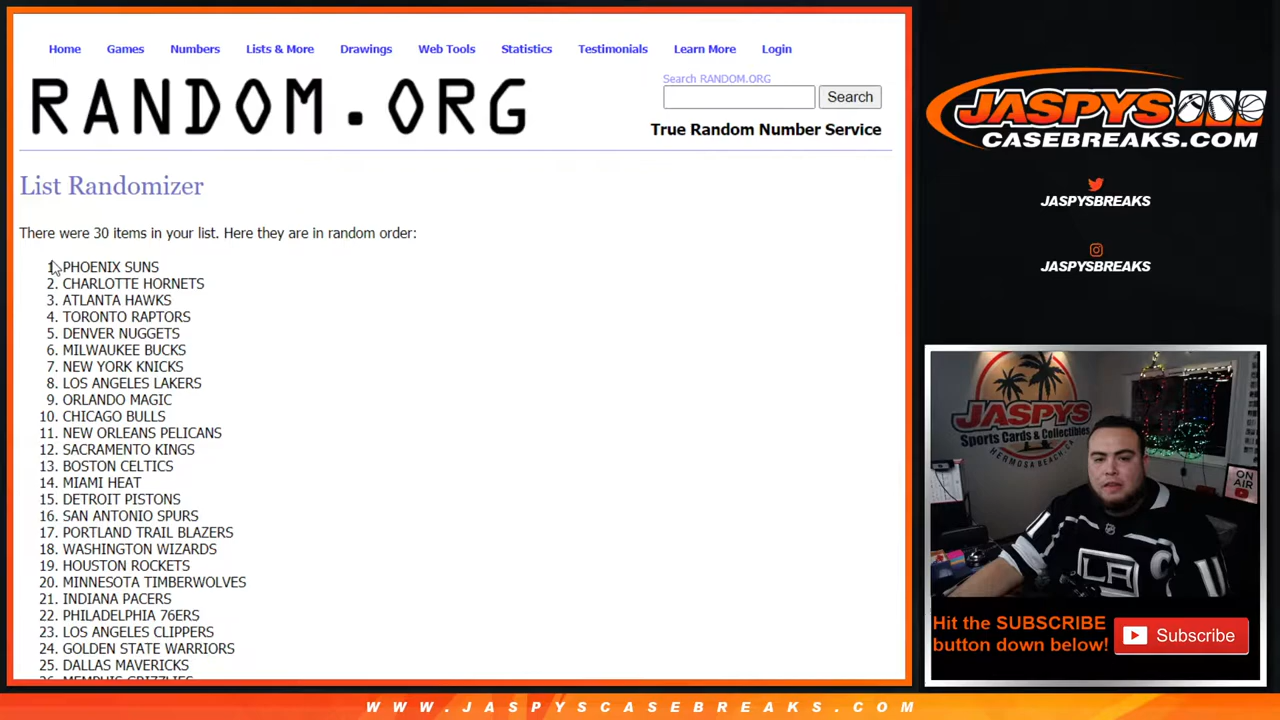 Home Games Numbers Lists & More Drawings Web Tools Statistics Testimonials Learn More Login
RANDOM.ORG
Search RANDOM.ORG
Search
True Random Number Service
List Randomizer
There were 30 items in your list. Here they are in random order:
1. PHOENIX SUNS
2. CHARLOTTE HORNETS
3. ATLANTA HAWKS
4. TORONTO RAPTORS
5. DENVER NUGGETS
6. MILWAUKEE BUCKS
7. NEW YORK KNICKS
8. LOS ANGELES LAKERS
9. ORLANDO MAGIC
10. CHICAGO BULLS
11. NEW ORLEANS PELICANS
12. SACRAMENTO KINGS
13. BOSTON CELTICS
14. MIAMI HEAT
15. DETROIT PISTONS
16. SAN ANTONIO SPURS
17. PORTLAND TRAIL BLAZERS
18. WASHINGTON WIZARDS
19. HOUSTON ROCKETS
20. MINNESOTA TIMBERWOLVES
21. INDIANA PACERS
22. PHILADELPHIA 76ERS
23. LOS ANGELES CLIPPERS
24. GOLDEN STATE WARRIORS
25. DALLAS MAVERICKS
26. MEMPHIS GRIZZLIES
JASPYS
CASEBREAKS.COM
JASPYSBREAKS
JASPYSBREAKS
JASPYS
Sports Cards & Collectibles
HERMOSA BEACH, CA
ON AIR
11
C
LA
Hit the SUBSCRIBE
button down below!
Subscribe
WWW.JASPYSCASEBREAKS.COM